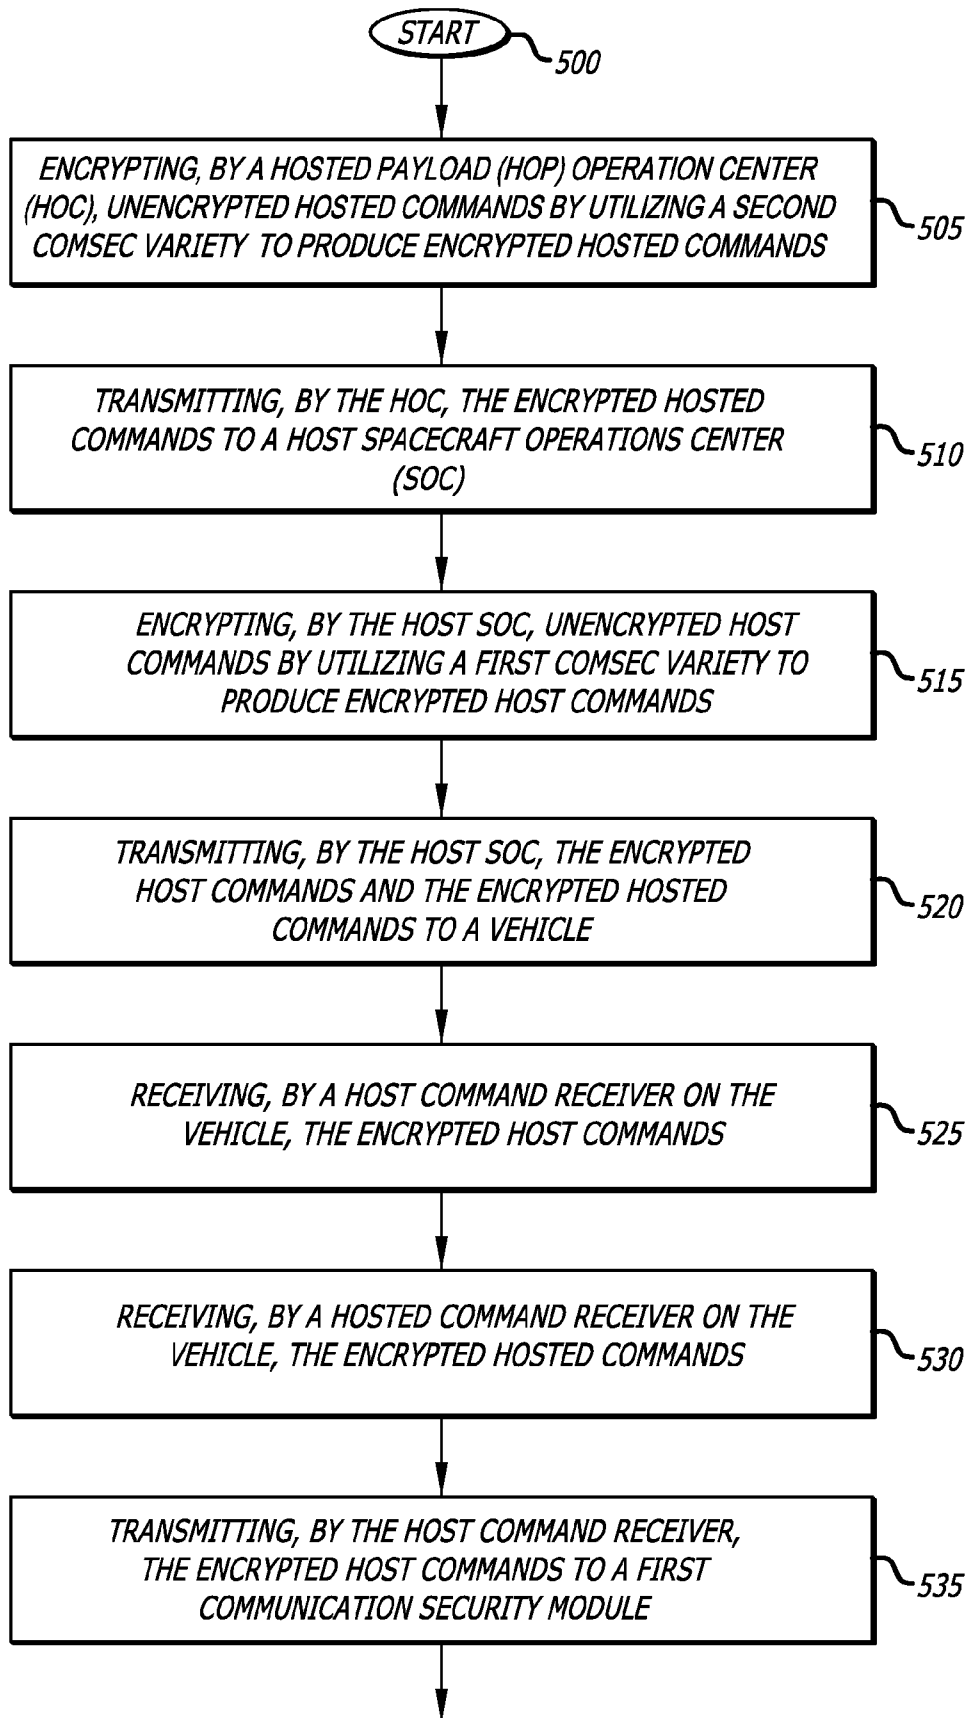 START
500
ENCRYPTING, BY A HOSTED PAYLOAD (HOP) OPERATION CENTER
(HOC), UNENCRYPTED HOSTED COMMANDS BY UTILIZING A SECOND
COMSEC VARIETY TO PRODUCE ENCRYPTED HOSTED COMMANDS
505
TRANSMITTING, BY THE HOC, THE ENCRYPTED HOSTED
COMMANDS TO A HOST SPACECRAFT OPERATIONS CENTER
(SOC)
510
ENCRYPTING, BY THE HOST SOC, UNENCRYPTED HOST
COMMANDS BY UTILIZING A FIRST COMSEC VARIETY TO
PRODUCE ENCRYPTED HOST COMMANDS
515
TRANSMITTING, BY THE HOST SOC, THE ENCRYPTED
HOST COMMANDS AND THE ENCRYPTED HOSTED
COMMANDS TO A VEHICLE
520
RECEIVING, BY A HOST COMMAND RECEIVER ON THE
VEHICLE, THE ENCRYPTED HOST COMMANDS
525
RECEIVING, BY A HOSTED COMMAND RECEIVER ON THE
VEHICLE, THE ENCRYPTED HOSTED COMMANDS
530
TRANSMITTING, BY THE HOST COMMAND RECEIVER,
THE ENCRYPTED HOST COMMANDS TO A FIRST
COMMUNICATION SECURITY MODULE
535